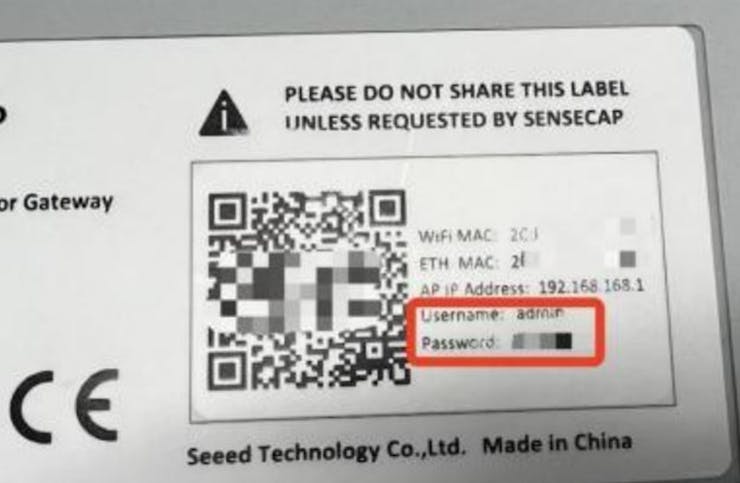 PLEASE DO NOT SHARE THIS LABEL
UNLESS REQUESTED BY SENSECAP
or Gateway
WiFi MAC:
ETH MAC:
AP IP Address: 192.168.168.1
Username: admin
Password:
CE
Seeed Technology Co.,Ltd. Made in China